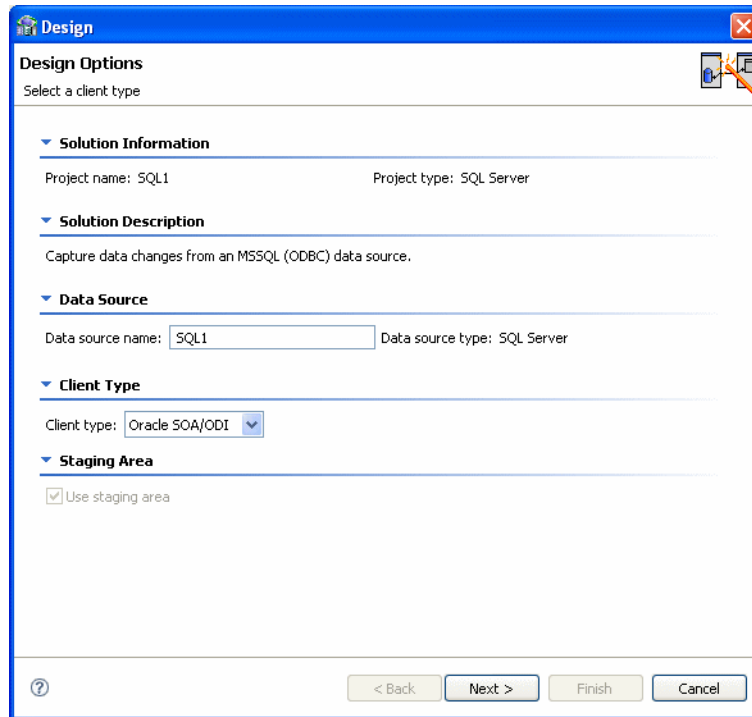 Design
Design Options
Select a client type
Solution Information
Project name: SQL1 Project type: SQL Server
Solution Description
Capture data changes from an MSSQL (ODBC) data source.
Data Source
Data source name: SQL1 Data source type: SQL Server
Client Type
Client type: Oracle SOA/ODI
Staging Area
Use staging area
< Back Next > Finish Cancel